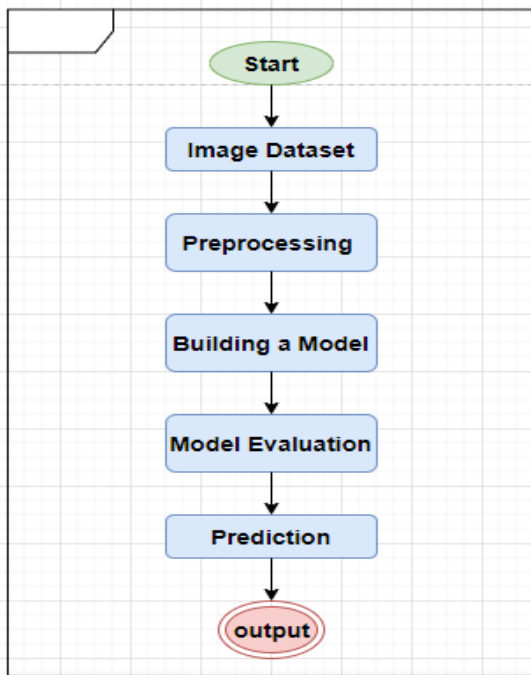 Start
Image Dataset
Preprocessing
Building a Model
Model Evaluation
Prediction
output